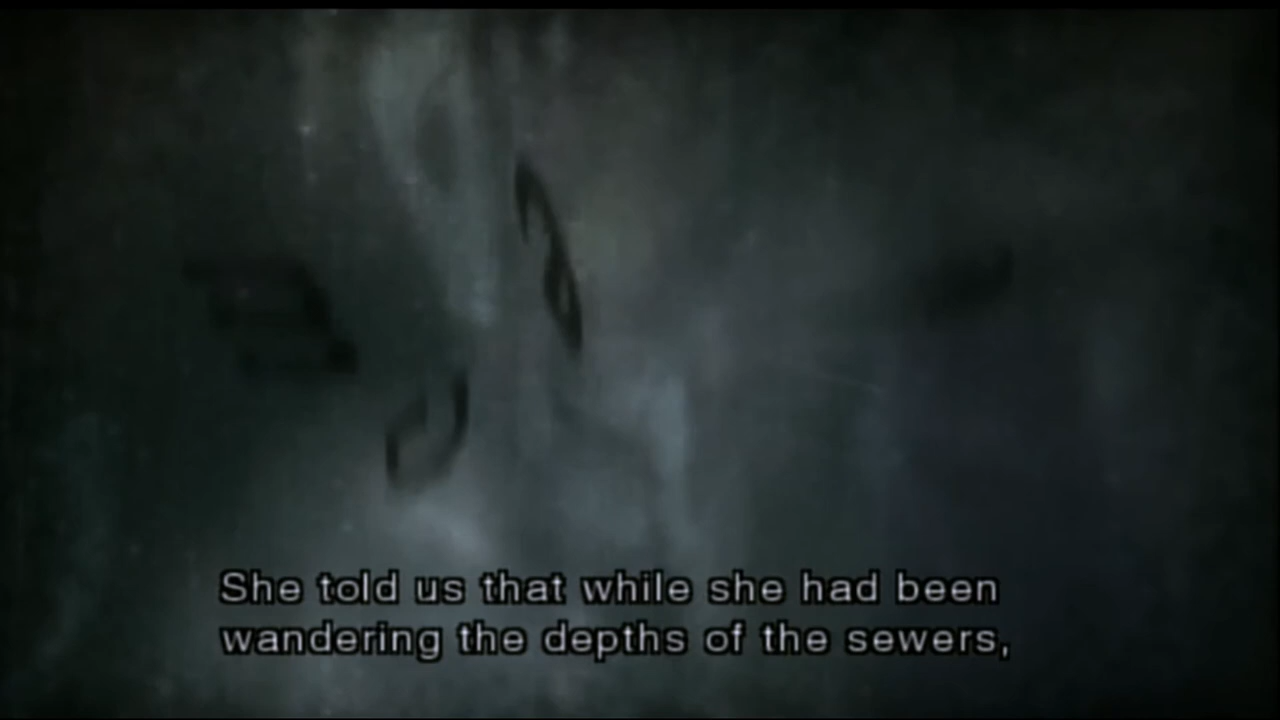 She told us that while she had been
wandering the depths of the sewers,